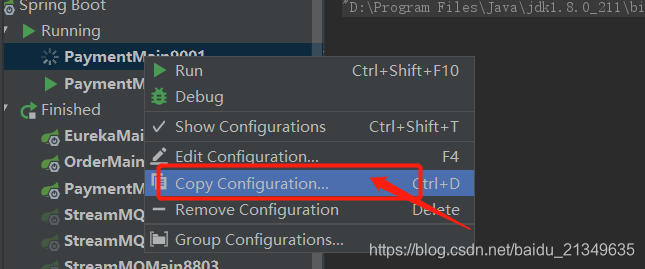 Spring Boot
"D:\Program Files\Java\jdk1.8.0_211\bi
Running
PaymentMain9001
PaymentM
Finished
EurekaMai
OrderMain
PaymentM
StreamMQ
StreamMQ
StreamMQMain8803
Run Ctrl+Shift+F10
Debug
Show Configurations Ctrl+Shift+T
Edit Configuration... F4
Copy Configuration... Ctrl+D
Remove Configuration Delete
Group Configurations...
https://blog.csdn.net/baidu_21349635